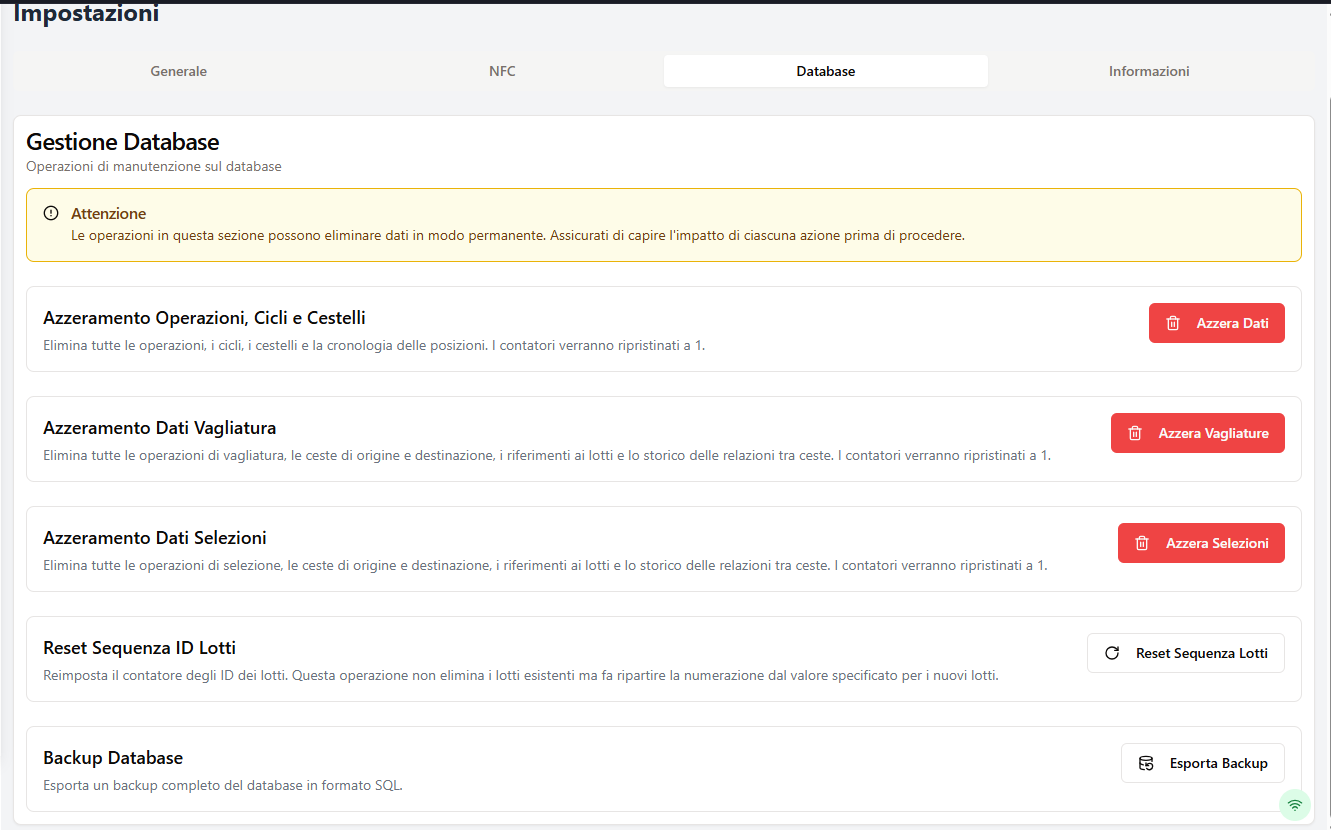 Impostazioni
Generale
NFC
Database
Informazioni
Gestione Database
Operazioni di manutenzione sul database
Attenzione
Le operazioni in questa sezione possono eliminare dati in modo permanente. Assicurati di capire l'impatto di ciascuna azione prima di procedere.
Azzeramento Operazioni, Cicli e Cestelli
Elimina tutte le operazioni, i cicli, i cestelli e la cronologia delle posizioni. I contatori verranno ripristinati a 1.
Azzera Dati
Azzeramento Dati Vagliatura
Elimina tutte le operazioni di vagliatura, le ceste di origine e destinazione, i riferimenti ai lotti e lo storico delle relazioni tra ceste. I contatori verranno ripristinati a 1.
Azzera Vagliature
Azzeramento Dati Selezioni
Elimina tutte le operazioni di selezione, le ceste di origine e destinazione, i riferimenti ai lotti e lo storico delle relazioni tra ceste. I contatori verranno ripristinati a 1.
Azzera Selezioni
Reset Sequenza ID Lotti
Reimposta il contatore degli ID dei lotti. Questa operazione non elimina i lotti esistenti ma fa ripartire la numerazione dal valore specificato per i nuovi lotti.
Reset Sequenza Lotti
Backup Database
Esporta un backup completo del database in formato SQL.
Esporta Backup